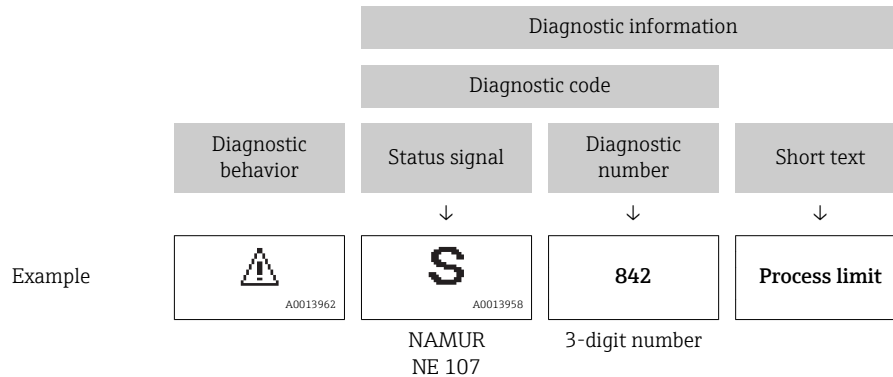 Diagnostic information
Diagnostic code
Diagnostic
behavior
Status signal
Diagnostic
number
Short text
↓
↓
↓
Example
A0013962
S
A0013958
842
Process limit
NAMUR
NE 107
3-digit number